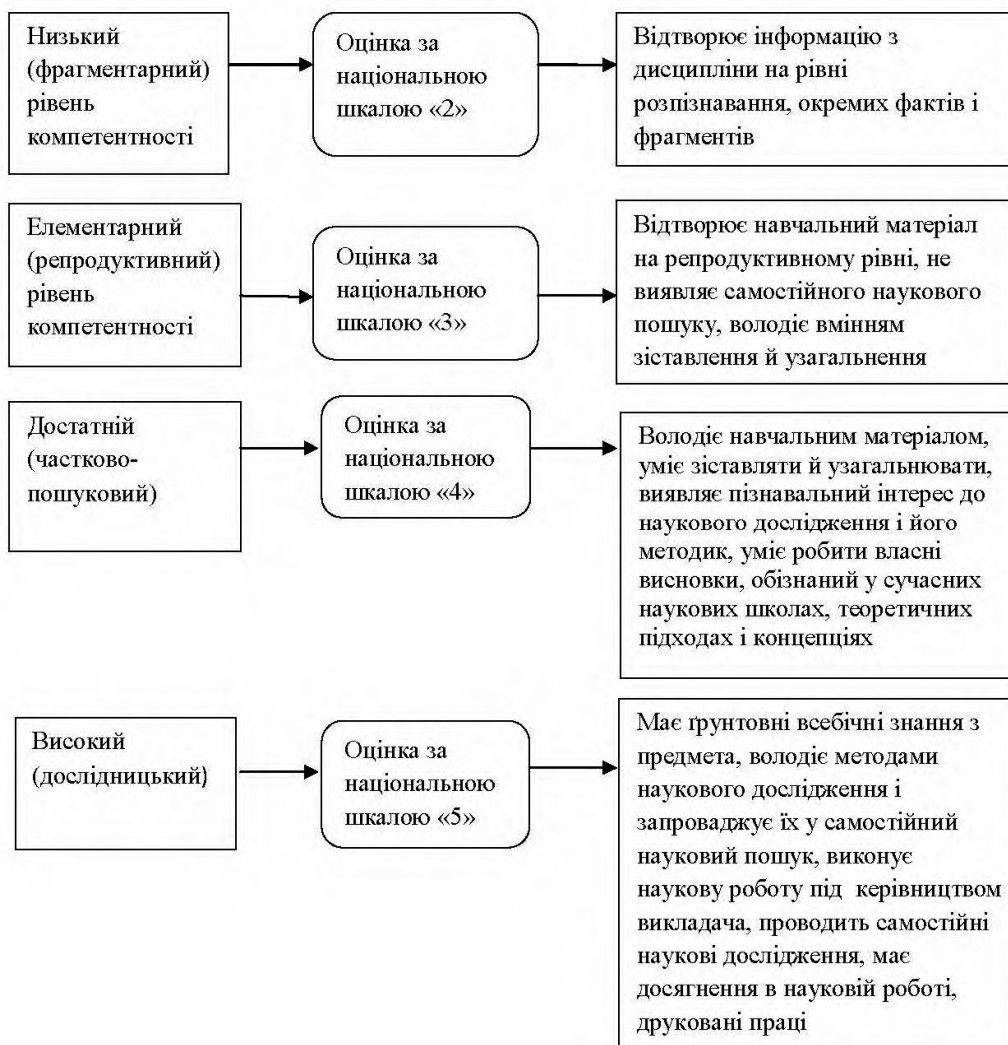 Низький
(фрагментарний)
рівень
компетентності
Оцінка за
національною
шкалою «2»
Відтворює інформацію з
дисципліни на рівні
розпізнавання, окремих фактів і
фрагментів
Елементарний
(репродуктивний)
рівень
компетентності
Оцінка за
національною
шкалою «3»
Відтворює навчальний матеріал
на репродуктивному рівні, не
виявляє самостійного наукового
пошуку, володіє вмінням
зіставлення й узагальнення
Достатній
(частково-
пошуковий)
Оцінка за
національною
шкалою «4»
Володіє навчальним матеріалом,
уміє зіставляти й узагальнювати,
виявляє пізнавальний інтерес до
наукового дослідження і його
методик, уміє робити власні
висновки, обізнаний у сучасних
наукових школах, теоретичних
підходах і концепціях
Високий
(дослідницький)
Оцінка за
національною
шкалою «5»
Має ґрунтовні всебічні знання з
предмета, володіє методами
наукового дослідження і
запроваджує їх у самостійний
науковий пошук, виконує
наукову роботу під керівництвом
викладача, проводить самостійні
наукові дослідження, має
досягнення в науковій роботі,
друковані праці